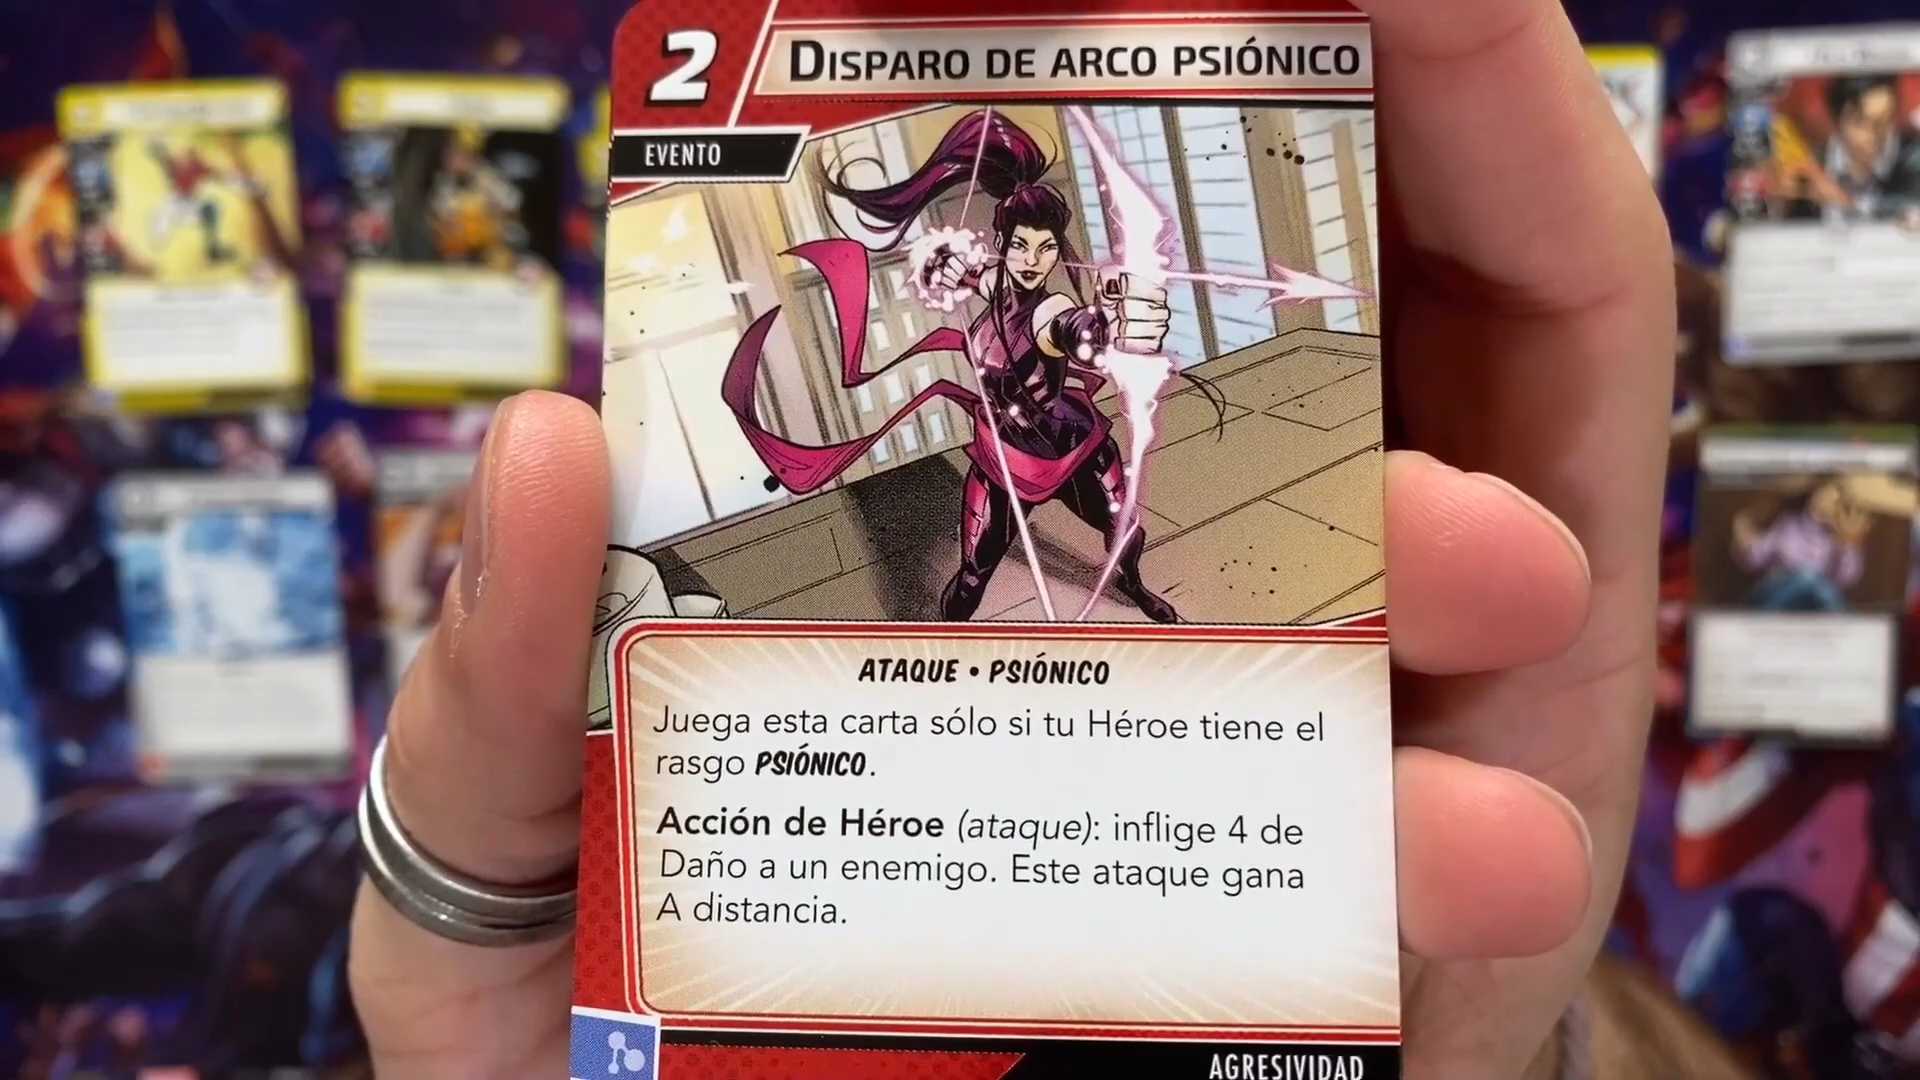 2
DISPARO DE ARCO PSIÓNICO
EVENTO
ATAQUE • PSIÓNICO
Juega esta carta sólo si tu Héroe tiene el
rasgo PSIÓNICO.
Acción de Héroe (ataque): inflige 4 de
Daño a un enemigo. Este ataque gana
A distancia.
AGRESIVIDAD